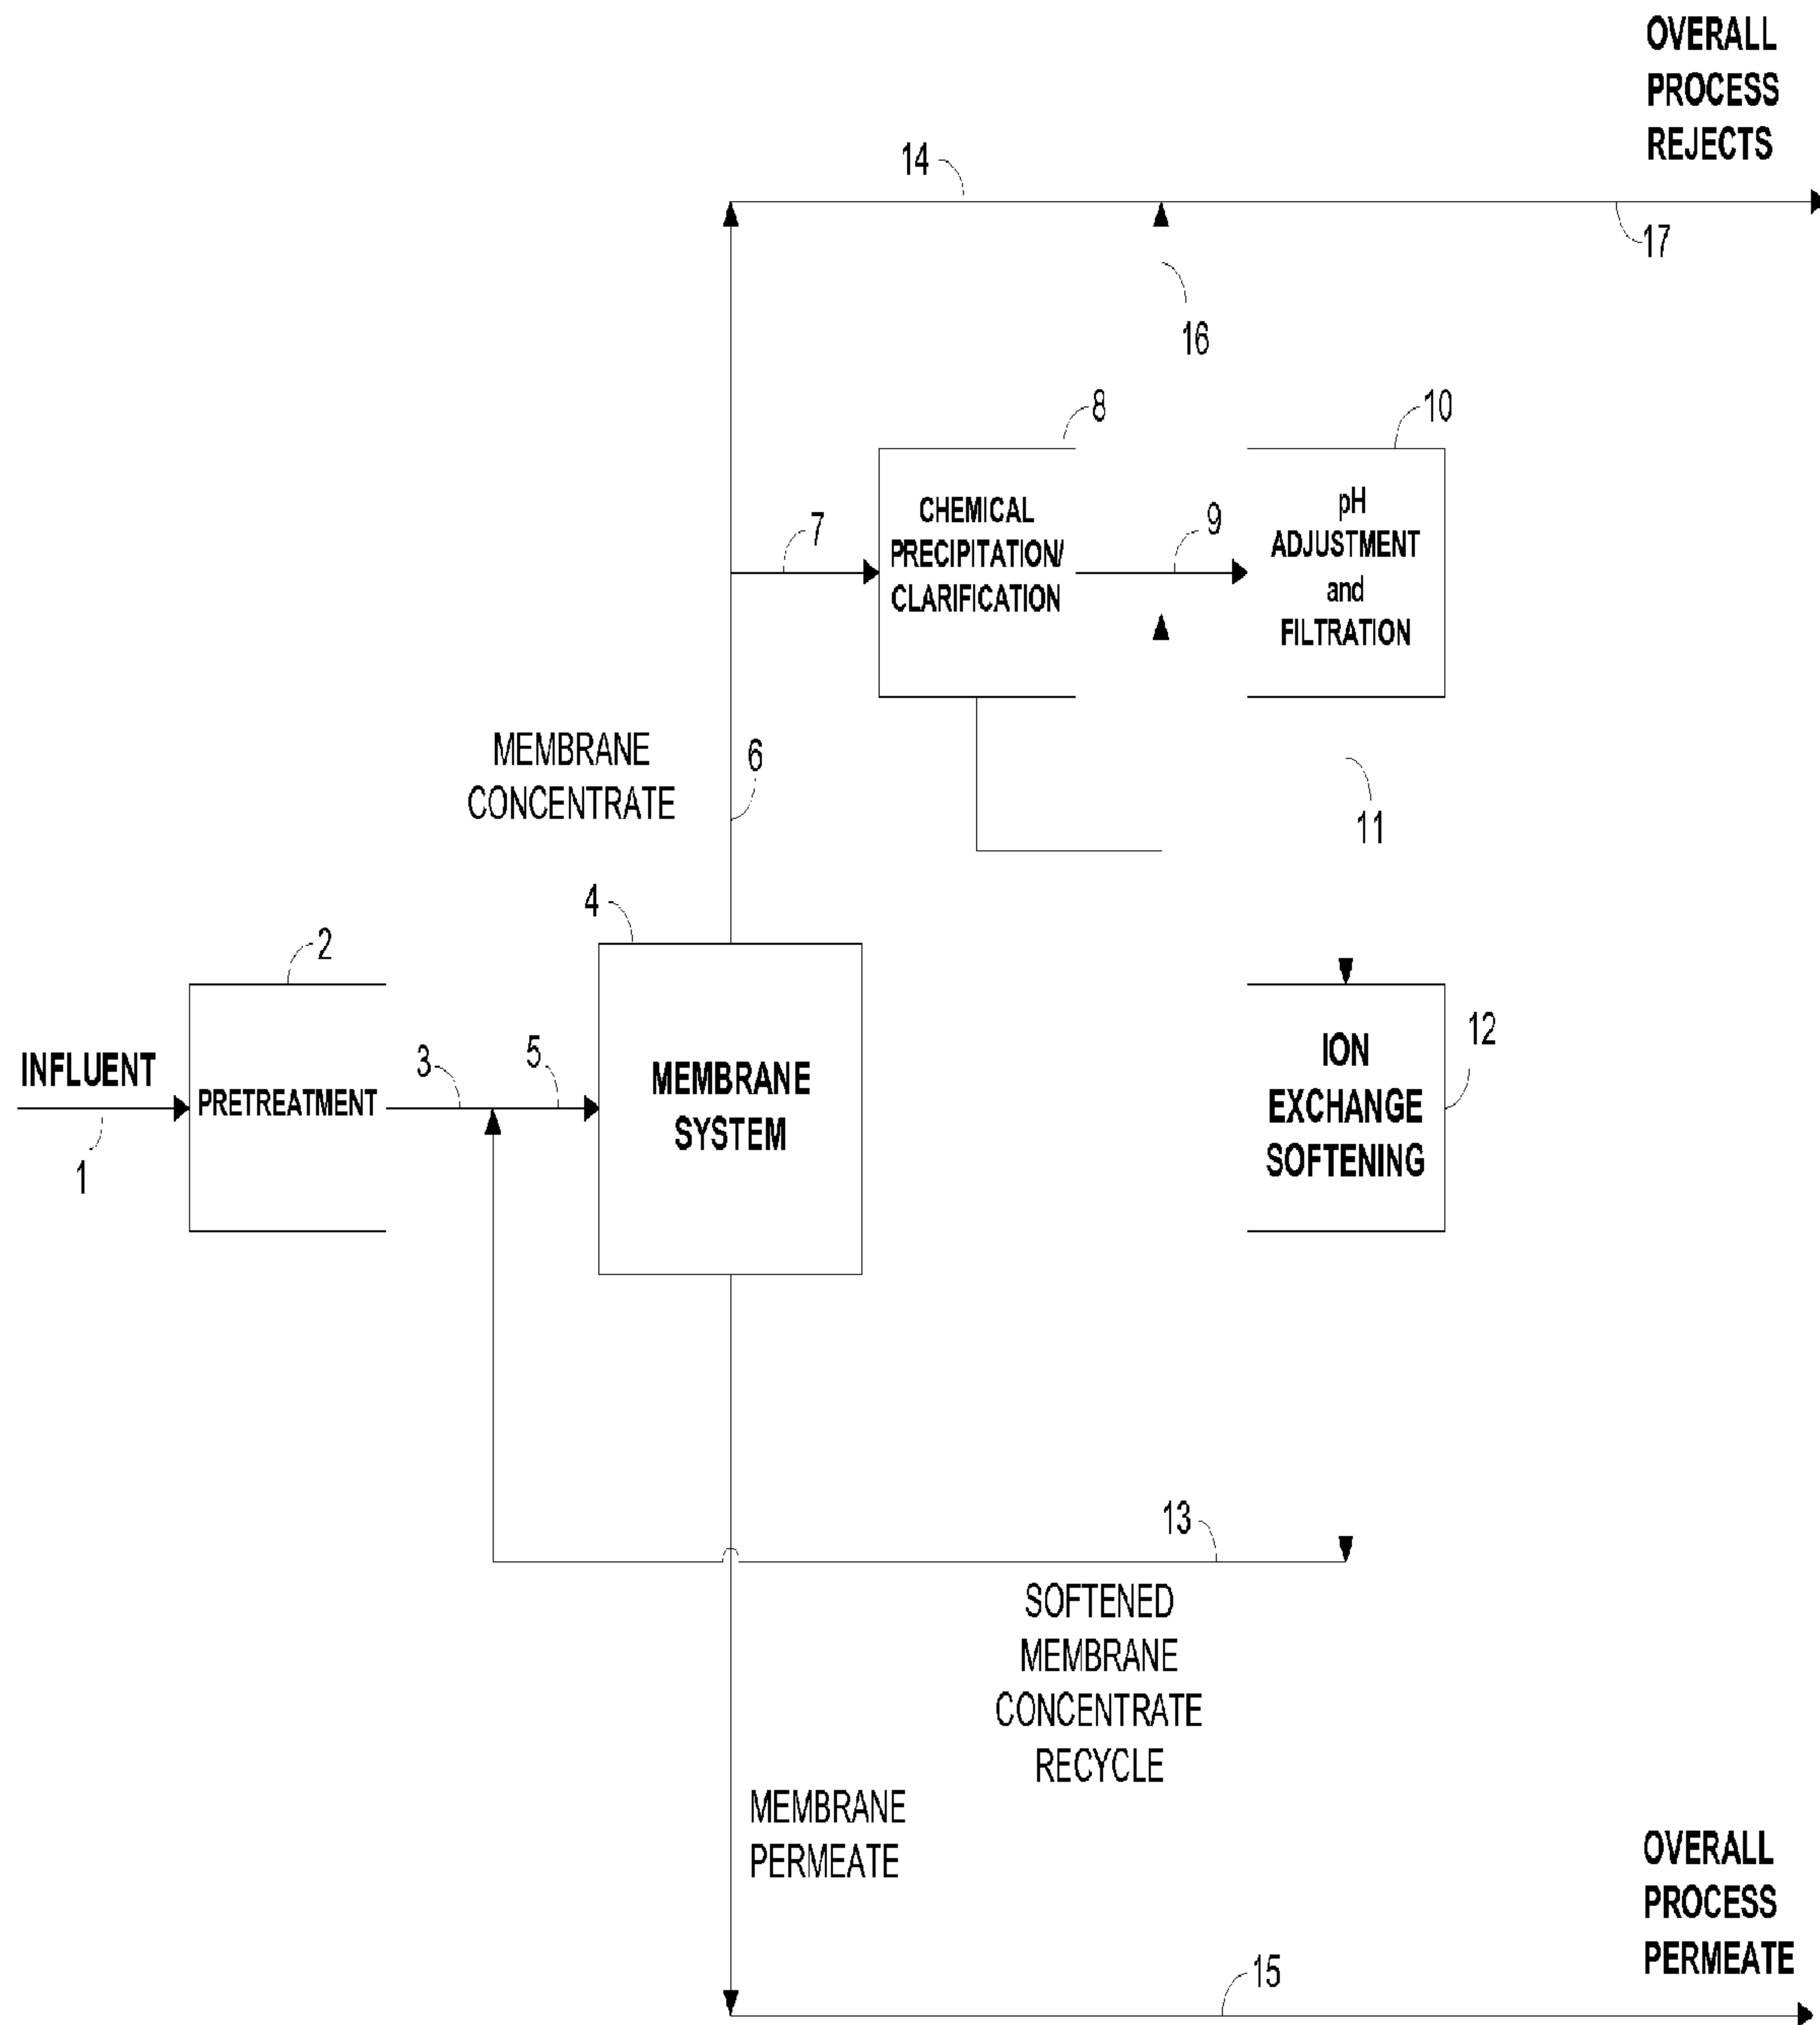 OVERALL
PROCESS
REJECTS
14
17
16
8
10
CHEMICAL
PRECIPITATION/
CLARIFICATION
7
9
pH
ADJUSTMENT
and
FILTRATION
MEMBRANE
CONCENTRATE
6
11
4
2
INFLUENT
1
PRETREATMENT
3
5
MEMBRANE
SYSTEM
ION
EXCHANGE
SOFTENING
12
13
SOFTENED
MEMBRANE
CONCENTRATE
RECYCLE
MEMBRANE
PERMEATE
OVERALL
PROCESS
PERMEATE
15